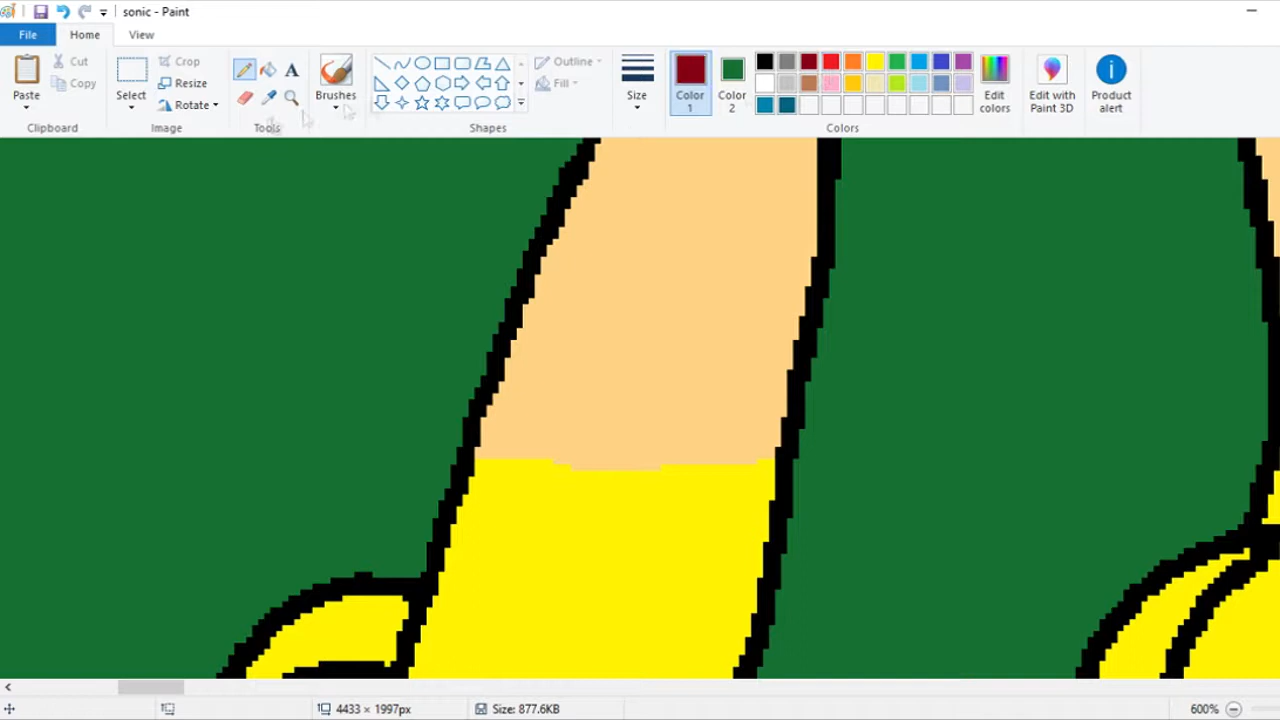 sonic - Paint
File Home View
Paste Cut Copy
Clipboard
Select Crop Resize Rotate
Image
A
Tools
Brushes
Shapes
Outline Fill
Size
Color 1
Color 2
Edit colors
Colors
Edit with Paint 3D
Product alert
4433 × 1997px
Size: 877.6KB
600%